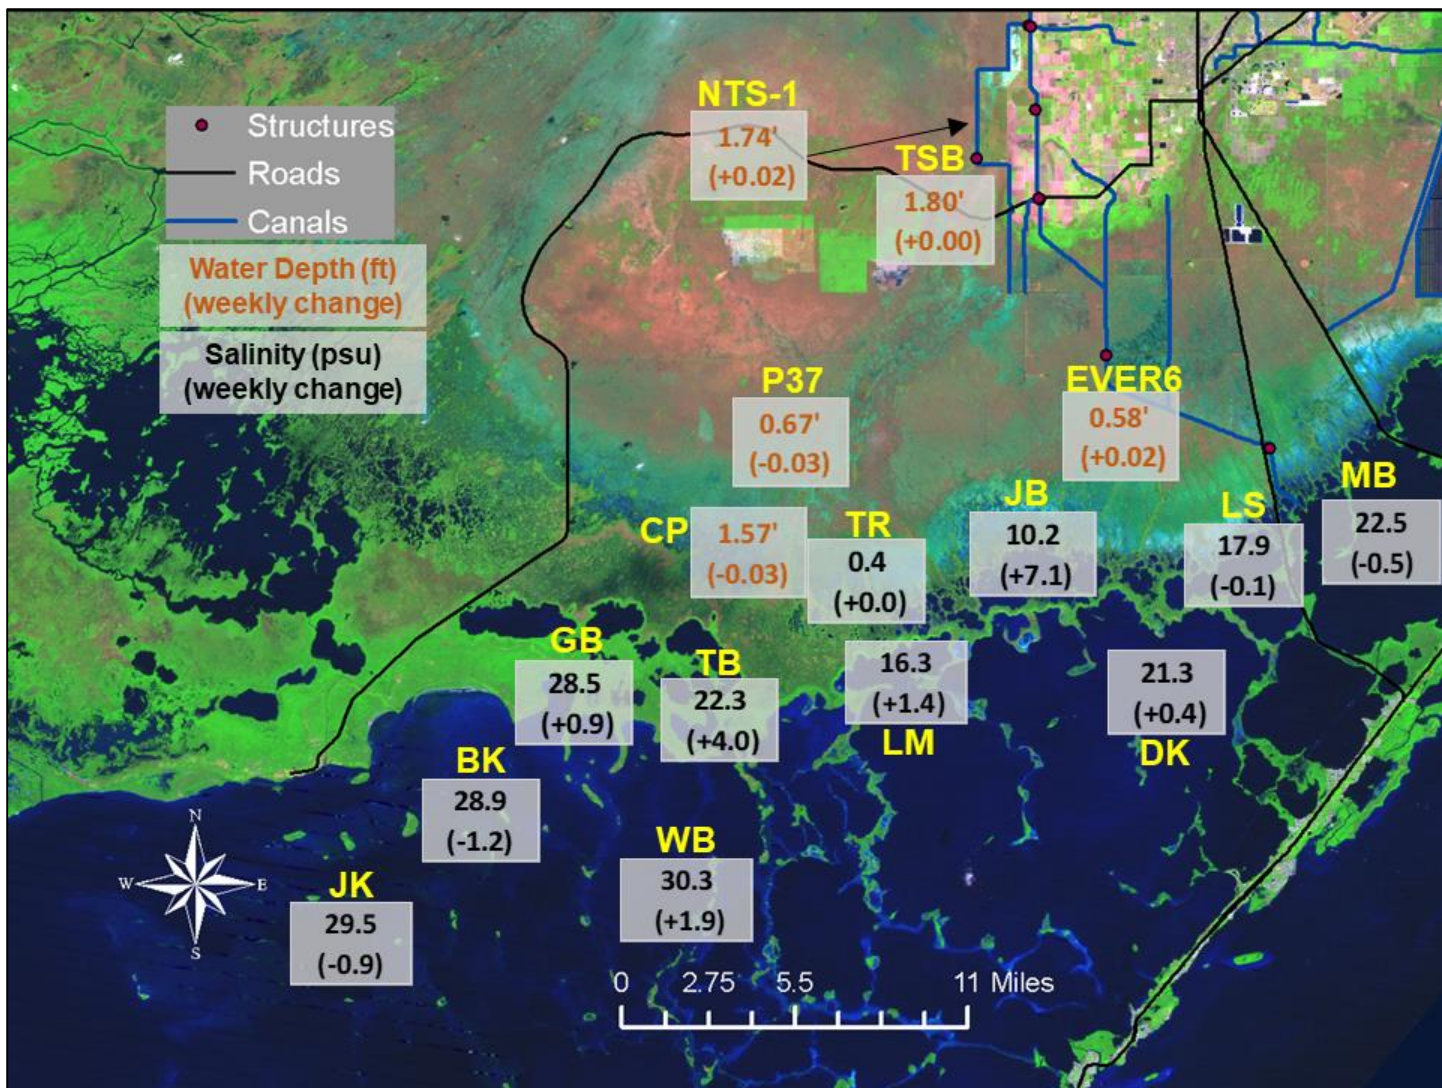 NTS-1
1.74'
(+0.02)
TSB
1.80'
(+0.00)
Structures
Roads
Canals
Water Depth (ft)
(weekly change)
Salinity (psu)
(weekly change)
P37
0.67'
(-0.03)
EVER6
0.58'
(+0.02)
CP
1.57'
(-0.03)
TR
0.4
(+0.0)
JB
10.2
(+7.1)
LS
17.9
(-0.1)
MB
22.5
(-0.5)
GB
28.5
(+0.9)
TB
22.3
(+4.0)
16.3
(+1.4)
LM
21.3
(+0.4)
DK
BK
28.9
(-1.2)
WB
30.3
(+1.9)
JK
29.5
(-0.9)
N
W E
S
0 2.75 5.5 11 Miles